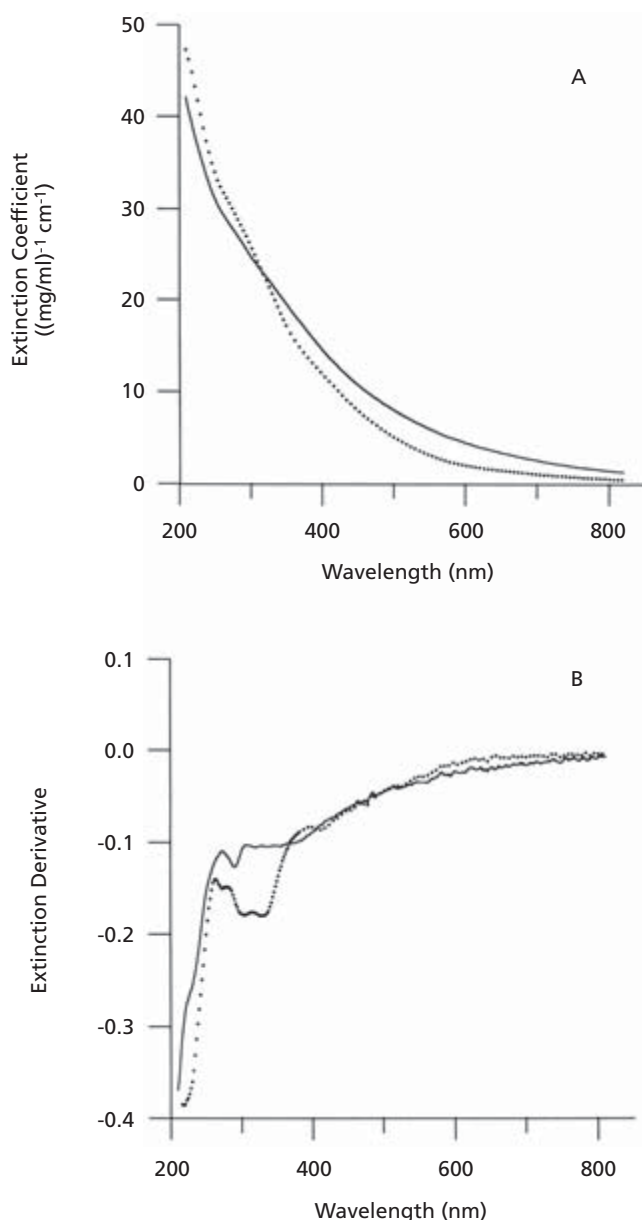 50
A
40
30
20
10
0
Extinction Coefficient
((mg/ml)-1 cm-1)
200
400
600
800
Wavelength (nm)
0.1
B
0.0
-0.1
-0.2
-0.3
-0.4
Extinction Derivative
200
400
600
800
Wavelength (nm)